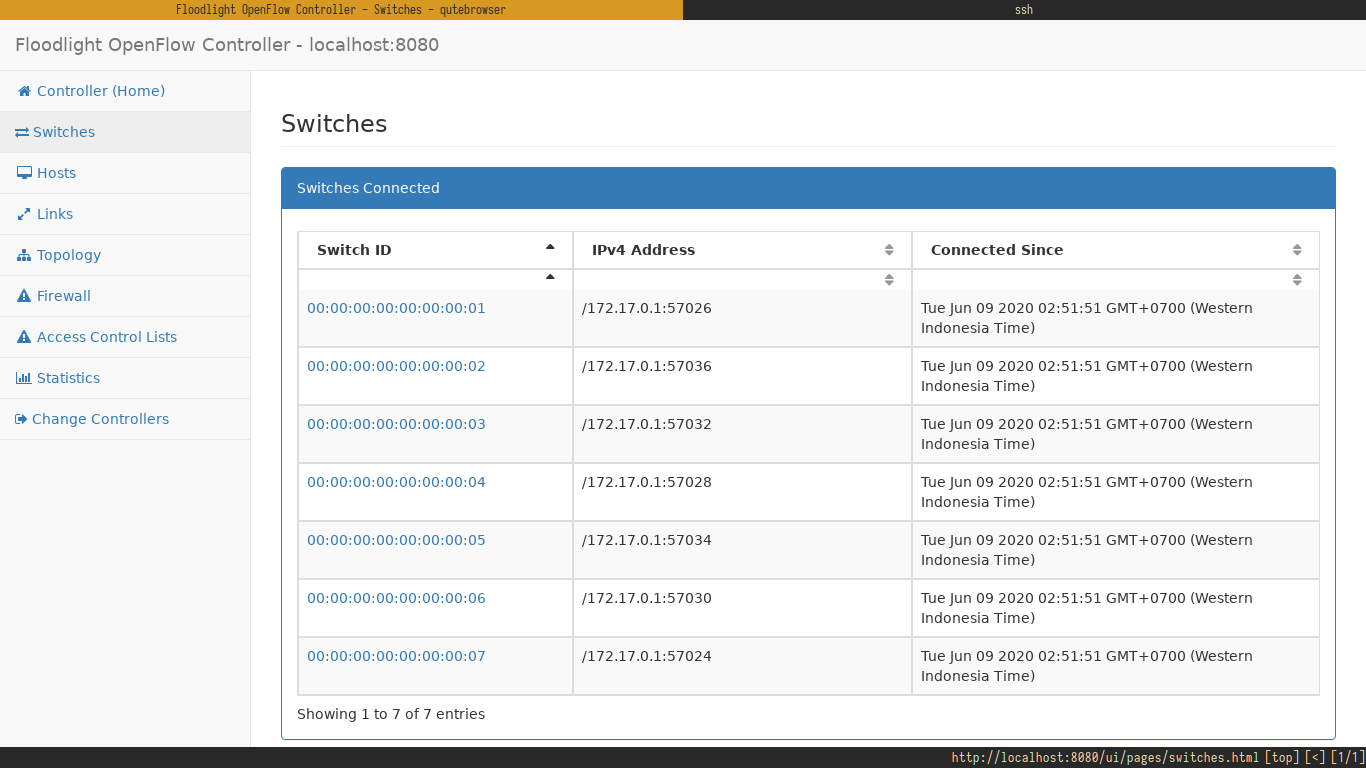 Floodlight OpenFlow Controller - Switches - qutebrowser
ssh
Floodlight OpenFlow Controller - localhost:8080
Controller (Home)
Switches
Hosts
Links
Topology
Firewall
Access Control Lists
Statistics
Change Controllers
Switches
Switches Connected
Switch ID IPv4 Address Connected Since
00:00:00:00:00:00:00:01 /172.17.0.1:57026 Tue Jun 09 2020 02:51:51 GMT+0700 (Western
Indonesia Time)
00:00:00:00:00:00:00:02 /172.17.0.1:57036 Tue Jun 09 2020 02:51:51 GMT+0700 (Western
Indonesia Time)
00:00:00:00:00:00:00:03 /172.17.0.1:57032 Tue Jun 09 2020 02:51:51 GMT+0700 (Western
Indonesia Time)
00:00:00:00:00:00:00:04 /172.17.0.1:57028 Tue Jun 09 2020 02:51:51 GMT+0700 (Western
Indonesia Time)
00:00:00:00:00:00:00:05 /172.17.0.1:57034 Tue Jun 09 2020 02:51:51 GMT+0700 (Western
Indonesia Time)
00:00:00:00:00:00:00:06 /172.17.0.1:57030 Tue Jun 09 2020 02:51:51 GMT+0700 (Western
Indonesia Time)
00:00:00:00:00:00:00:07 /172.17.0.1:57024 Tue Jun 09 2020 02:51:51 GMT+0700 (Western
Indonesia Time)
Showing 1 to 7 of 7 entries
http://localhost:8080/ui/pages/switches.html [top] [<] [1/1]